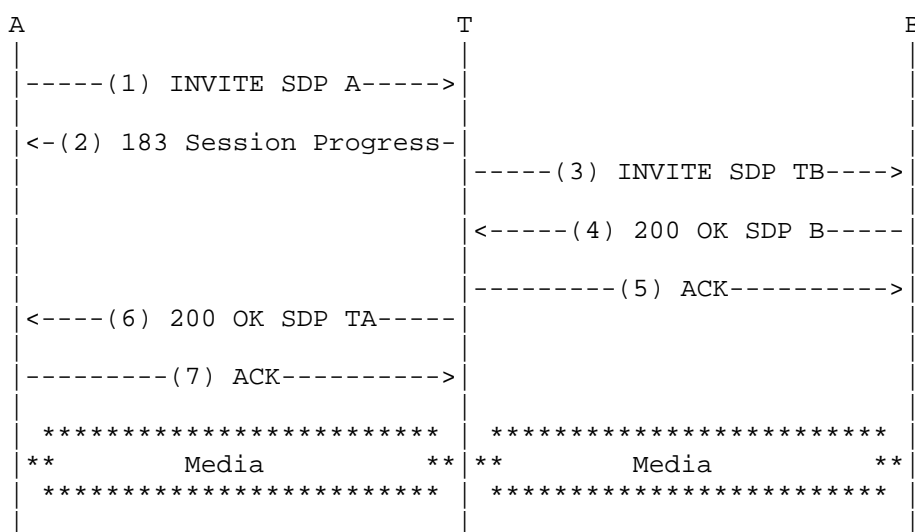 A T B
-----(1) INVITE SDP A----->
<-(2) 183 Session Progress-
-----(3) INVITE SDP TB---->
<-----(4) 200 OK SDP B-----
---------(5) ACK---------->
<----(6) 200 OK SDP TA-----
---------(7) ACK---------->
************************* *************************
** Media ** ** Media **
************************* *************************